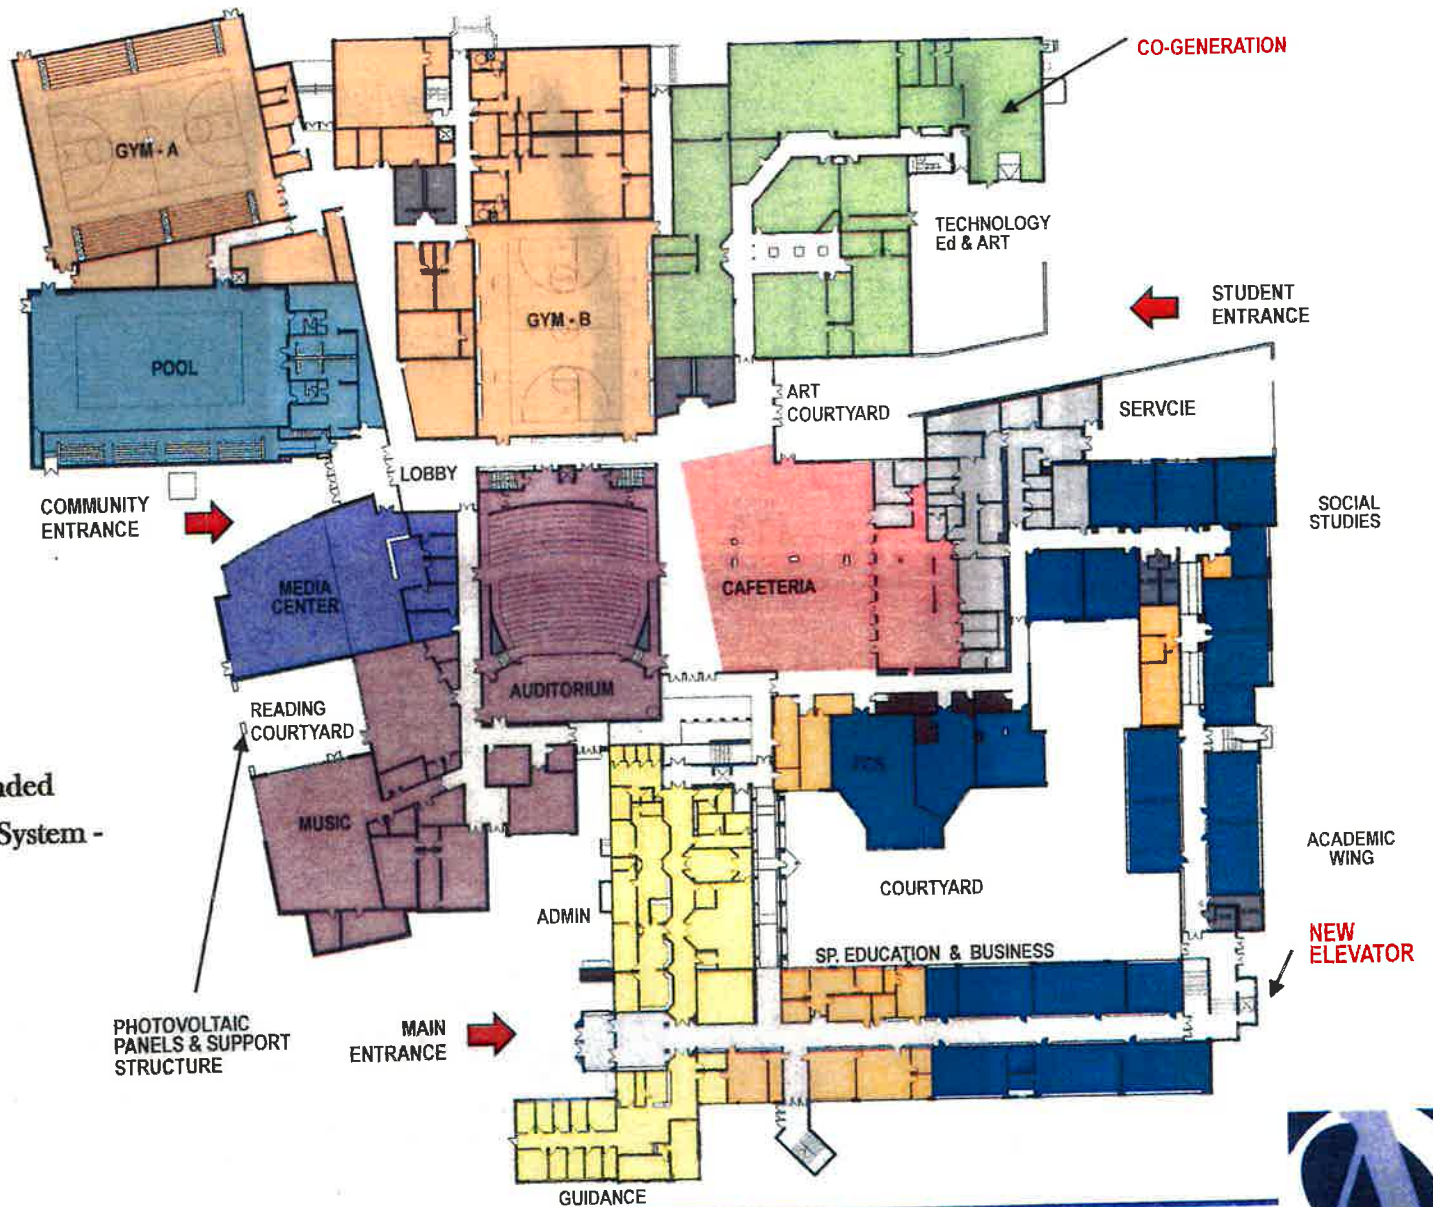 CO-GENERATION
GYM - A
TECHNOLOGY
Ed & ART
STUDENT
ENTRANCE
GYM - B
POOL
ART
COURTYARD
SERVCIE
LOBBY
COMMUNITY
ENTRANCE
SOCIAL
STUDIES
MEDIA
CENTER
CAFETERIA
AUDITORIUM
READING
COURTYARD
System -
MUSIC
ACADEMIC
WING
COURTYARD
ADMIN
SP. EDUCATION & BUSINESS
NEW
ELEVATOR
PHOTOVOLTAIC
PANELS & SUPPORT
STRUCTURE
MAIN
ENTRANCE
GUIDANCE